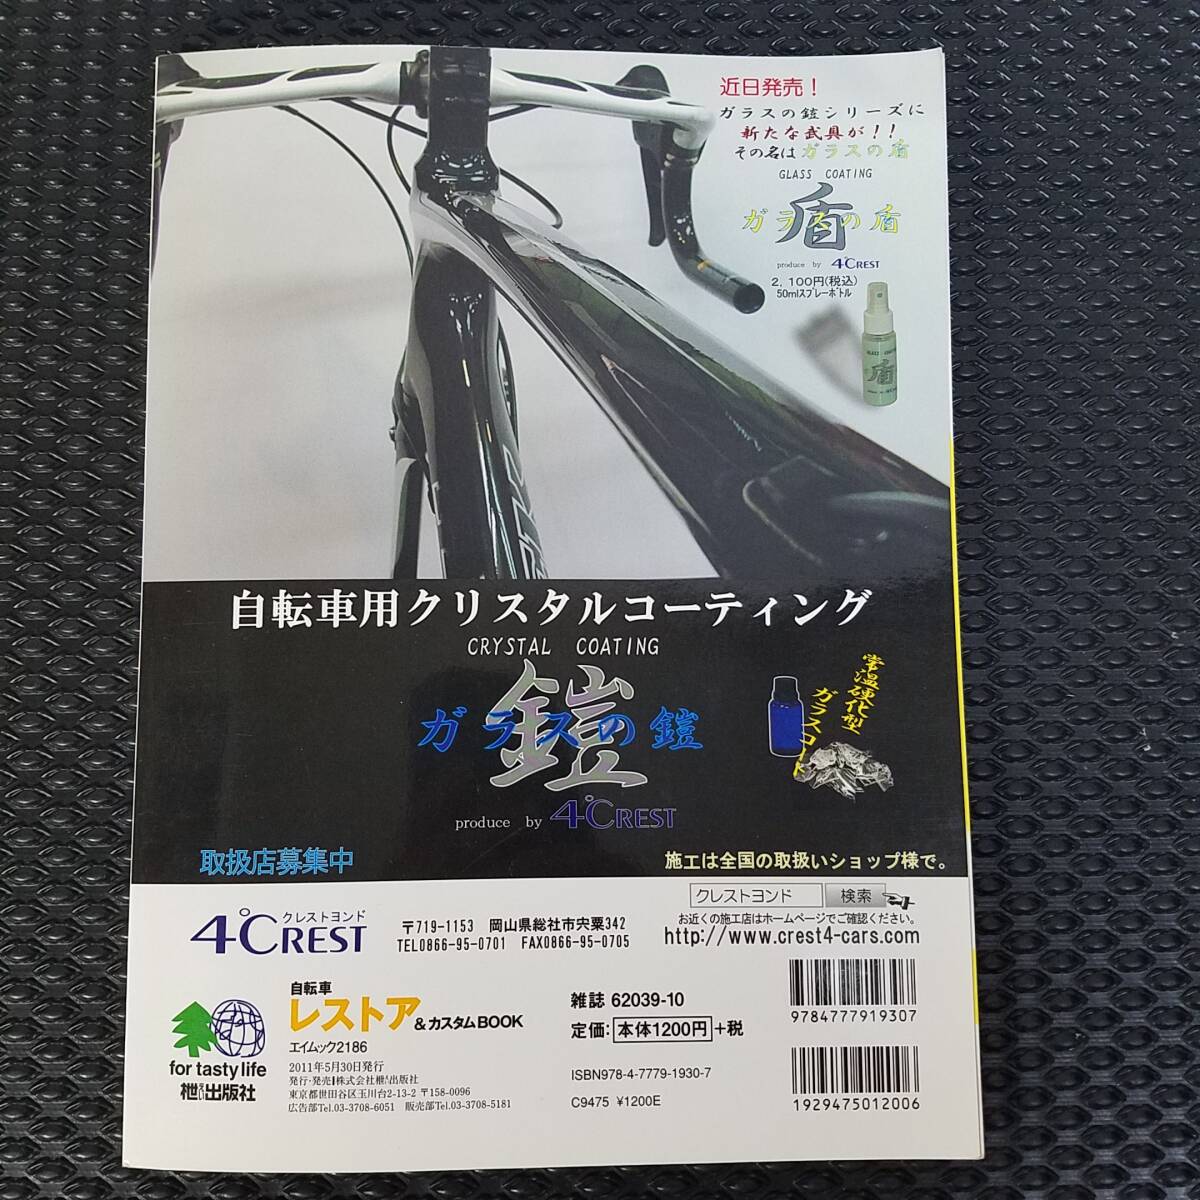 近日発売！
ガラスの鎧シリーズに
新たな武具が！！
その名はガラスの盾
GLASS COATING
盾
ガラスの盾
produce by 4℃REST
2，100円(税込)
50mlスプレーボトル
盾
自転車用クリスタルコーティング
CRYSTAL COATING
鎧
ガラスの鎧
produce by 4℃REST
常温硬化型
ガラスコート
取扱店募集中
施工は全国の取扱いショップ様で。
クレストヨンド
4℃REST
〒719-1153 岡山県総社市宍粟342
TEL0866-95-0701 FAX0866-95-0705
クレストヨンド 検索
お近くの施工店はホームページでご確認ください。
http://www.crest4-cars.com
for tasty life
枻出版社
自転車
レストア&カスタムBOOK
エイムック2186
2011年5月30日発行
発行・発売 株式会社枻出版社
東京都世田谷区玉川台2-13-2 〒158-0096
広告部Tel.03-3708-6051 販売部Tel.03-3708-5181
雑誌 62039-10
定価：本体1200円+税
ISBN978-4-7779-1930-7
C9475 ¥1200E
9784777919307
1929475012006